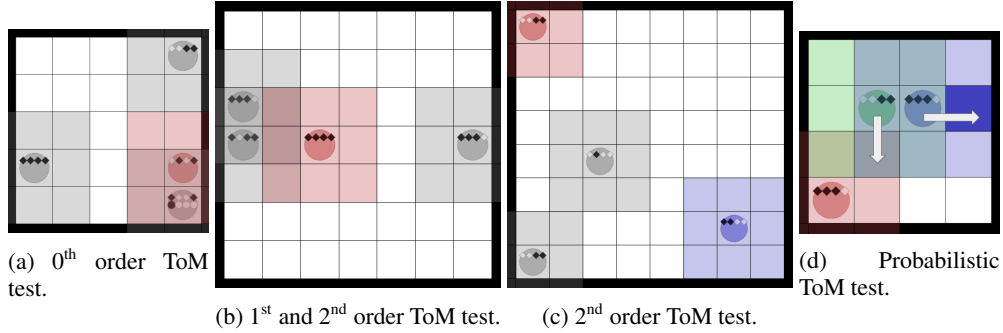 (a) 0th order ToM
test.
(b) 1st and 2nd order ToM test.
(c) 2nd order ToM test.
(d) Probabilistic
ToM test.